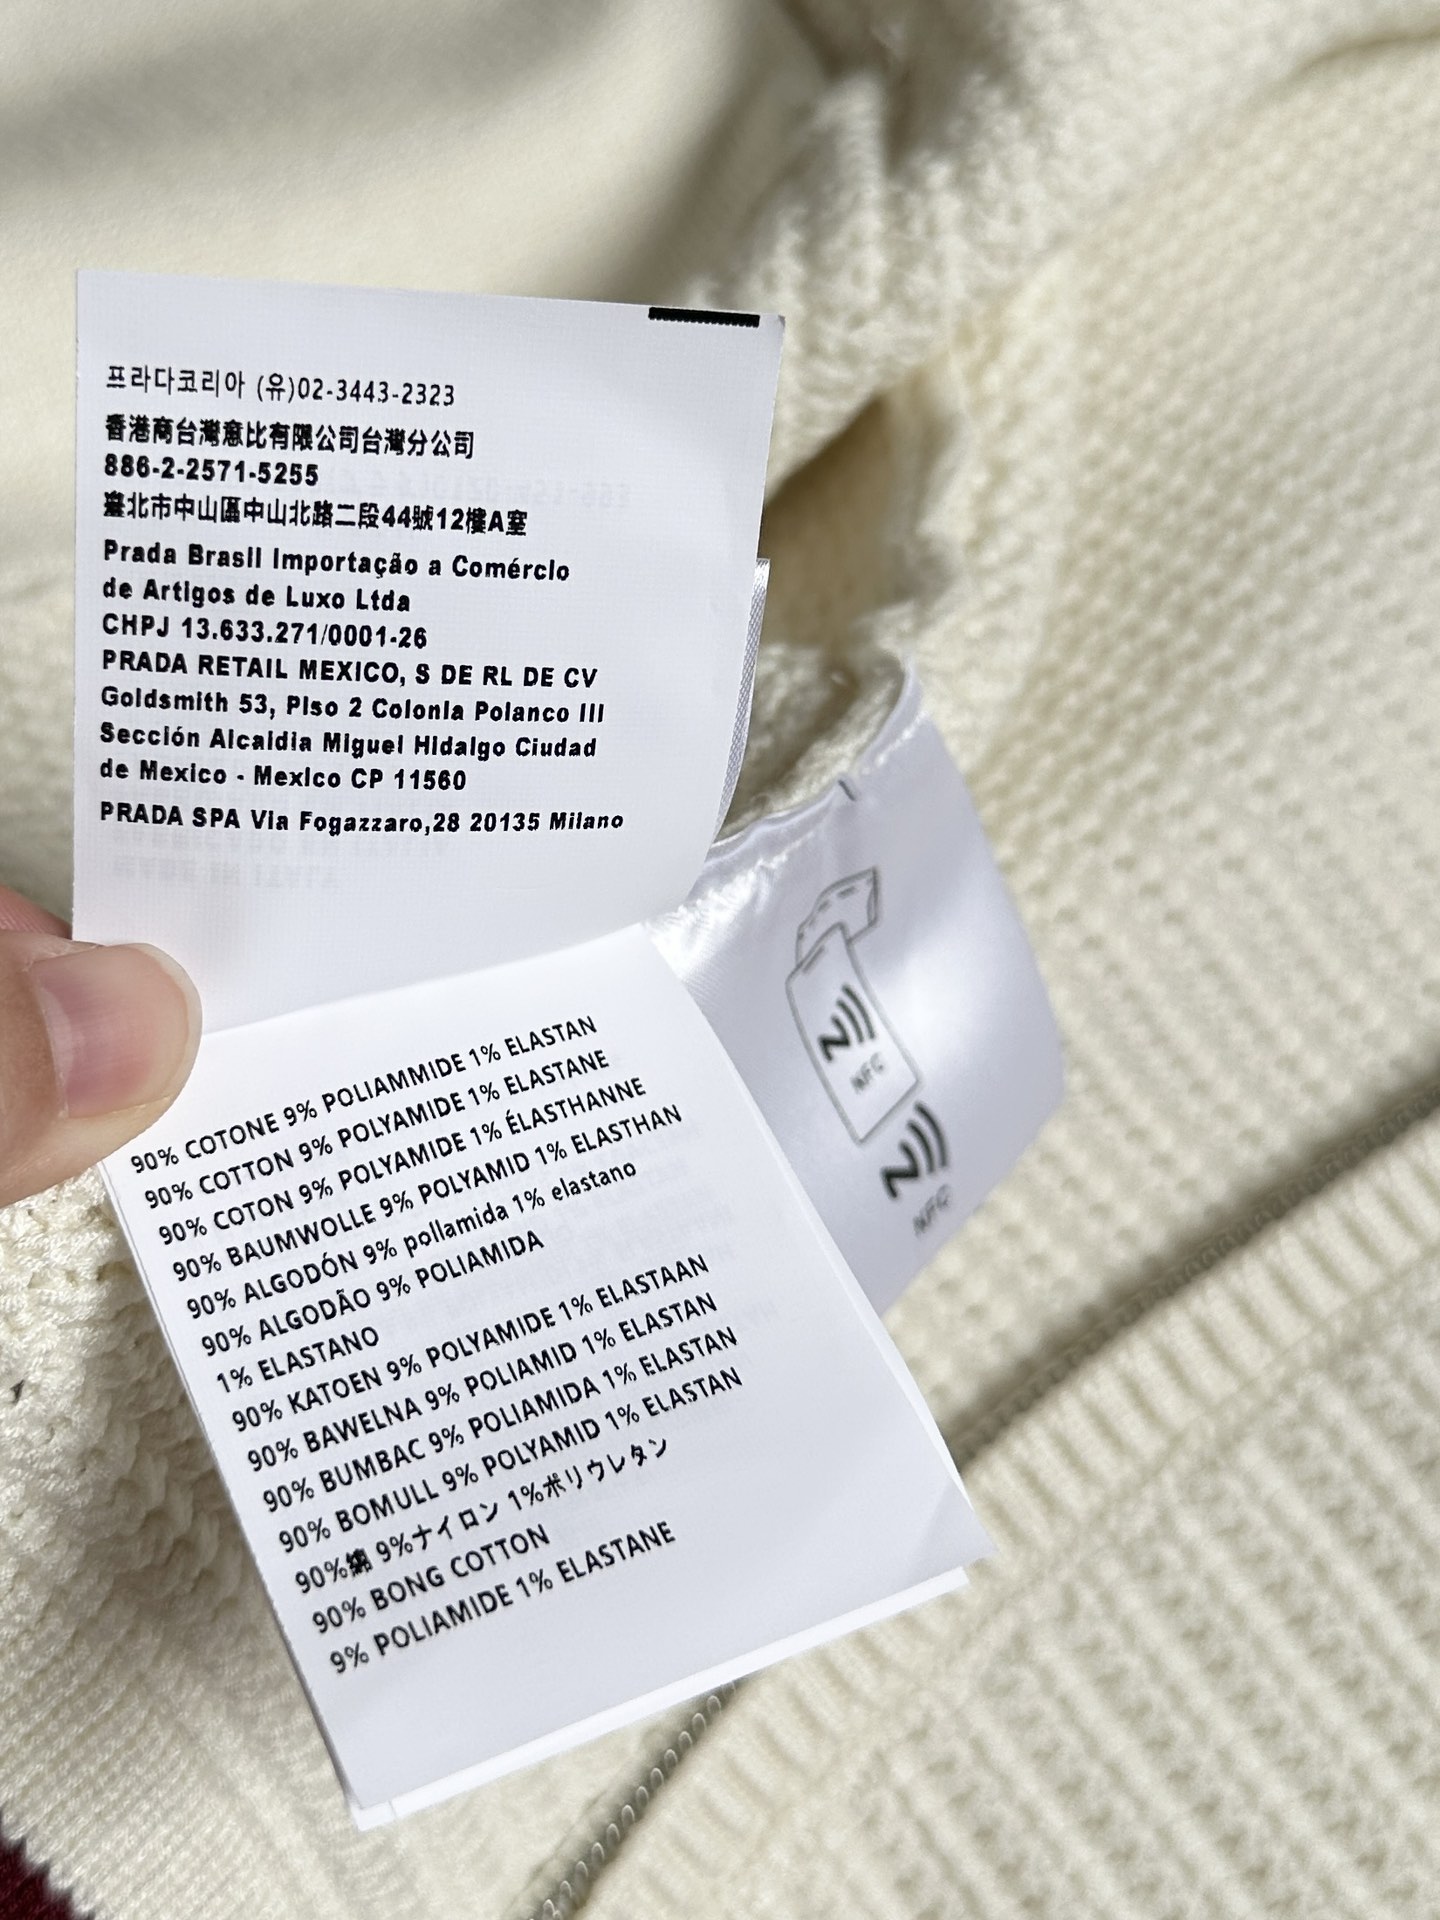 프라다코리아 (유)02-3443-2323
香港商台灣意比有限公司台灣分公司
886-2-2571-5255
臺北市中山區中山北路二段44號12樓A室
Prada Brasil Importação a Comércio
de Artigos de Luxo Ltda
CHPJ 13.633.271/0001-26
PRADA RETAIL MEXICO, S DE RL DE CV
Goldsmith 53, Piso 2 Colonia Polanco III
Sección Alcaldia Miguel Hidalgo Ciudad
de Mexico - Mexico CP 11560
PRADA SPA Via Fogazzaro,28 20135 Milano
NFC
NFC
90% COTONE 9% POLIAMMIDE 1% ELASTAN
90% COTTON 9% POLYAMIDE 1% ELASTANE
90% COTON 9% POLYAMIDE 1% ÉLASTHANNE
90% BAUMWOLLE 9% POLYAMID 1% ELASTHAN
90% ALGODÓN 9% pollamida 1% elastano
90% ALGODÃO 9% POLIAMIDA
1% ELASTANO
90% KATOEN 9% POLYAMIDE 1% ELASTAAN
90% BAWELNA 9% POLIAMID 1% ELASTAN
90% BUMBAC 9% POLIAMIDA 1% ELASTAN
90% BOMULL 9% POLYAMID 1% ELASTAN
90%綿 9%ナイロン 1%ポリウレタン
90% BONG COTTON
9% POLIAMIDE 1% ELASTANE